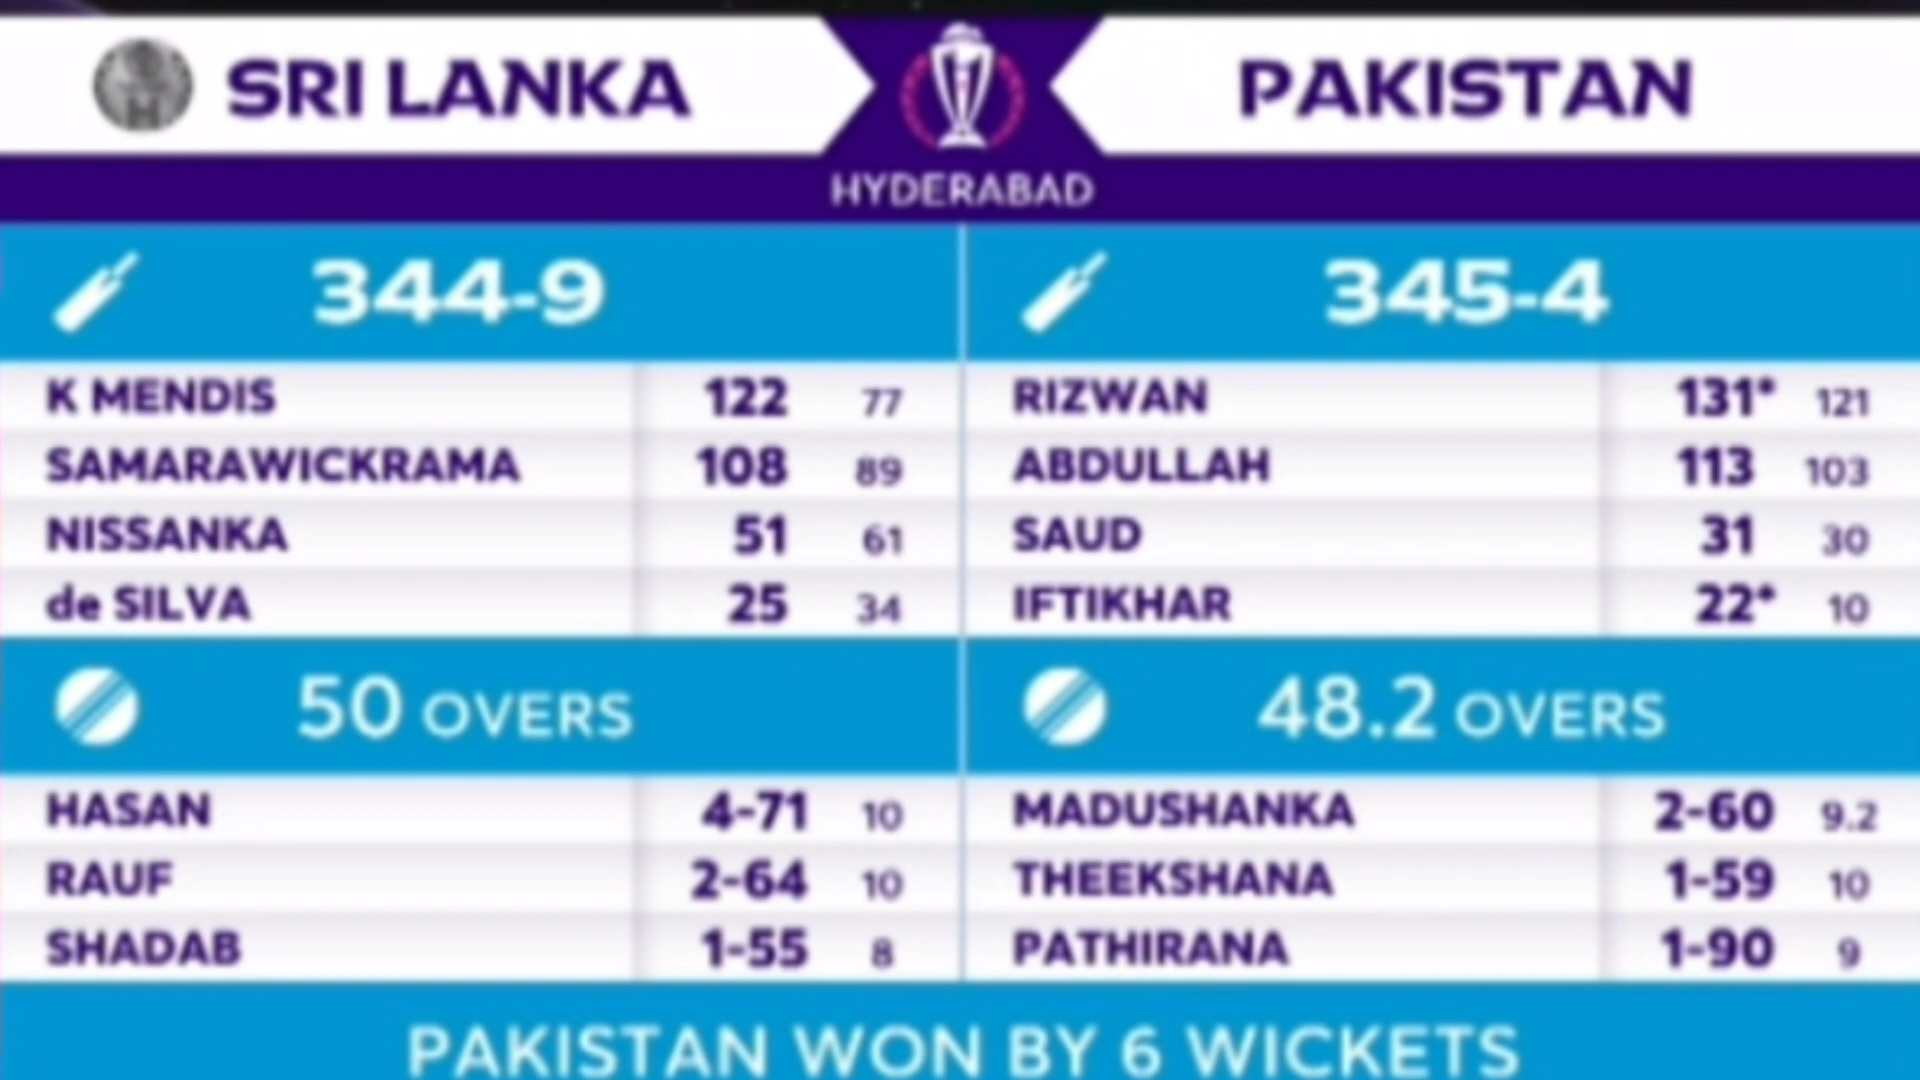 SRI LANKA PAKISTAN
HYDERABAD
344-9 345-4
K MENDIS 122 77 RIZWAN 131* 121
SAMARAWICKRAMA 108 89 ABDULLAH 113 103
NISSANKA 51 61 SAUD 31 30
de SILVA 25 34 IFTIKHAR 22* 10
50 OVERS 48.2 OVERS
HASAN 4-71 10 MADUSHANKA 2-60 9.2
RAUF 2-64 10 THEEKSHANA 1-59 10
SHADAB 1-55 8 PATHIRANA 1-90 9
PAKISTAN WON BY 6 WICKETS